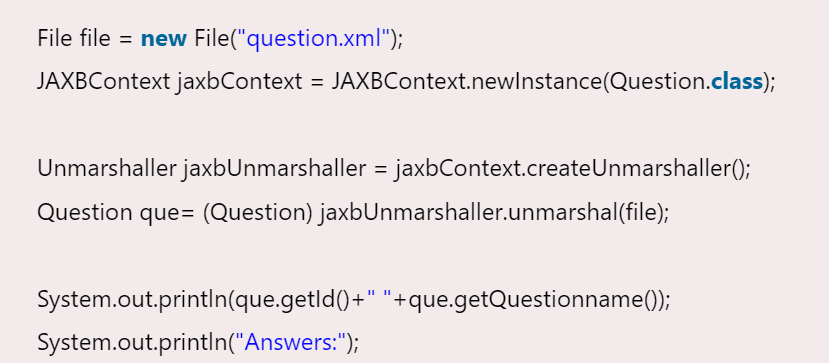 File file = new File("question.xml");
JAXBContext jaxbContext = JAXBContext.newInstance(Question.class);
Unmarshaller jaxbUnmarshaller = jaxbContext.createUnmarshaller();
Question que= (Question) jaxbUnmarshaller.unmarshal(file);
System.out.println(que.getId()+" "+que.getQuestionname());
System.out.println("Answers:");